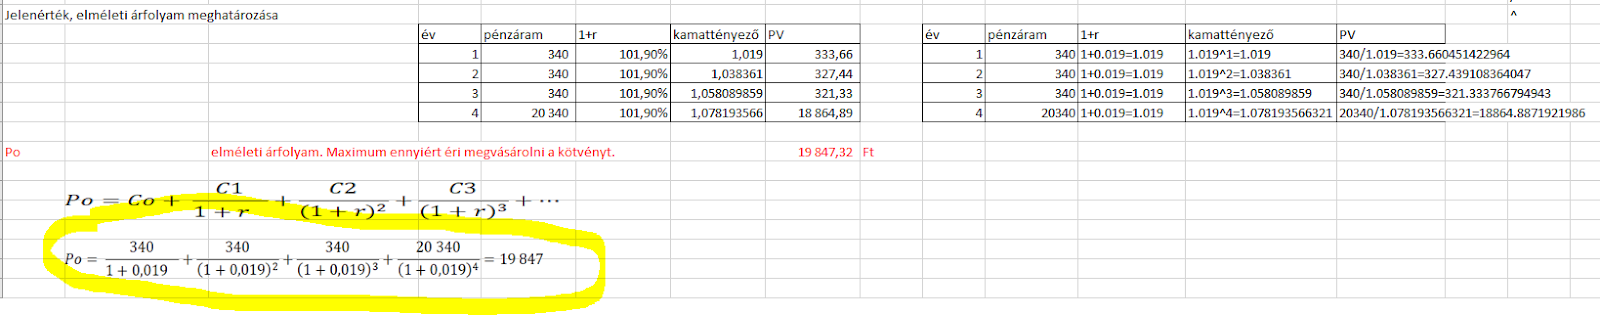 Jelenérték, elméleti árfolyam meghatározása
^
év pénzáram 1+r kamattényező PV
1 340 101,90% 1,019 333,66
2 340 101,90% 1,038361 327,44
3 340 101,90% 1,058089859 321,33
4 20 340 101,90% 1,078193566 18 864,89
év pénzáram 1+r kamattényező PV
1 340 1+0.019=1.019 1.019^1=1.019 340/1.019=333.660451422964
2 340 1+0.019=1.019 1.019^2=1.038361 340/1.038361=327.439108364047
3 340 1+0.019=1.019 1.019^3=1.058089859 340/1.058089859=321.333766794943
4 20340 1+0.019=1.019 1.019^4=1.078193566321 20340/1.078193566321=18864.8871921986
Po elméleti árfolyam. Maximum ennyiért éri megvásárolni a kötvényt. 19 847,32 Ft
Po = Co + C1/(1 + r) + C2/(1 + r)² + C3/(1 + r)³ + ⋯
Po = 340/(1 + 0,019) + 340/(1 + 0,019)² + 340/(1 + 0,019)³ + 20 340/(1 + 0,019)⁴ = 19 847